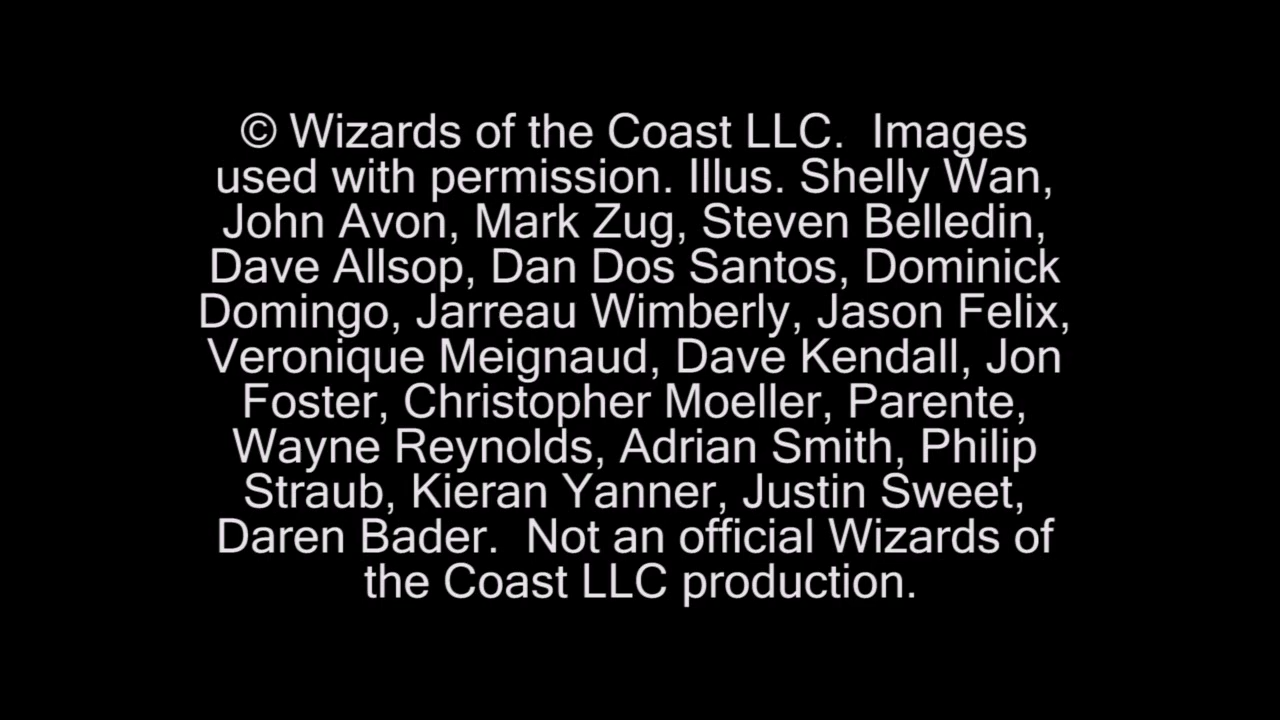 © Wizards of the Coast LLC.  Images
used with permission. Illus. Shelly Wan,
John Avon, Mark Zug, Steven Belledin,
Dave Allsop, Dan Dos Santos, Dominick
Domingo, Jarreau Wimberly, Jason Felix,
Veronique Meignaud, Dave Kendall, Jon
Foster, Christopher Moeller, Parente,
Wayne Reynolds, Adrian Smith, Philip
Straub, Kieran Yanner, Justin Sweet,
Daren Bader.  Not an official Wizards of
the Coast LLC production.